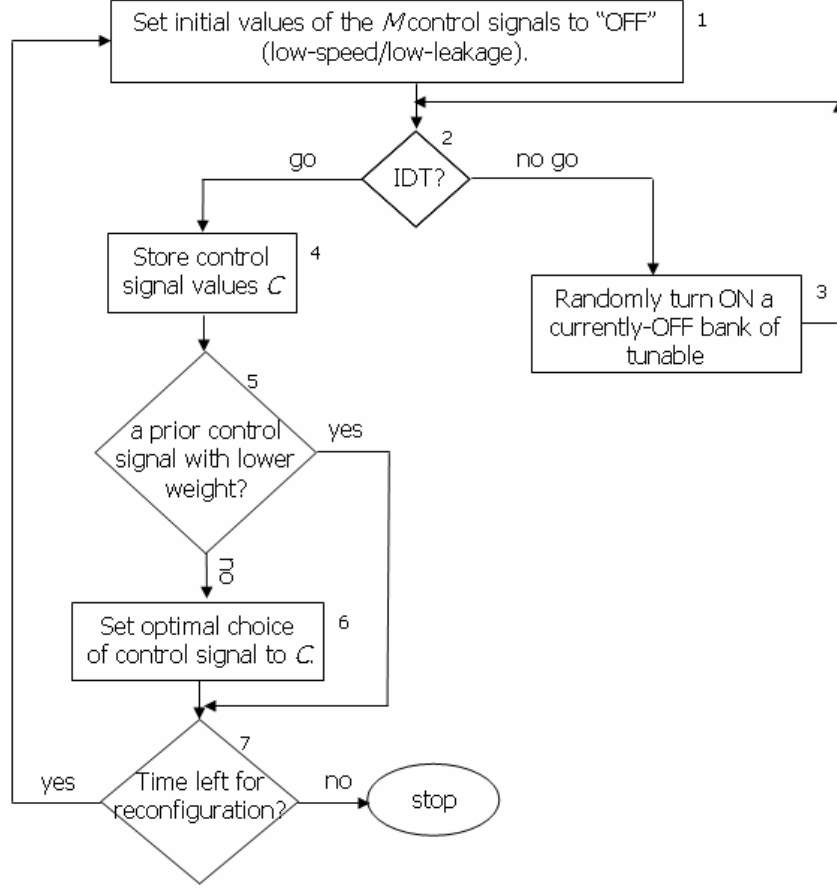 Set initial values of the M control signals to “OFF”
(low-speed/low-leakage).
1
2
IDT?
go
no go
Store control
signal values C
4
Randomly turn ON a
currently-OFF bank of
tunable
3
5
a prior control
signal with lower
weight?
yes
no
Set optimal choice
of control signal to C.
6
7
Time left for
reconfiguration?
yes
no
stop